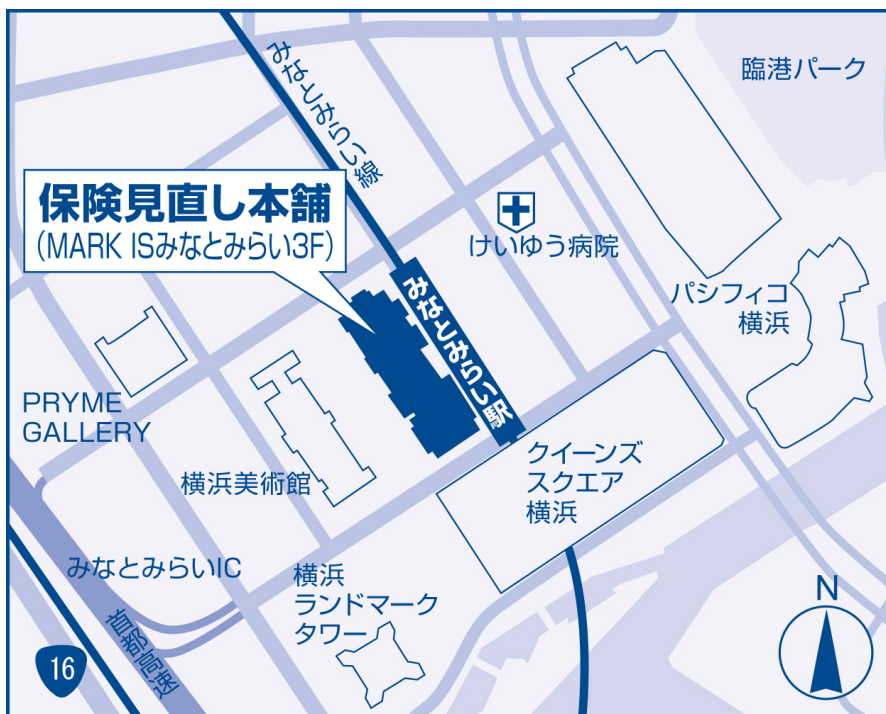 みなとみらい線
臨港パーク
保険見直し本舗
(MARK ISみなとみらい3F)
けいゆう病院
パシフィコ
横浜
みなとみらい駅
PRYME
GALLERY
横浜美術館
クイーンズ
スクエア
横浜
みなとみらいIC
横浜
ランドマーク
タワー
首都高速
16
N